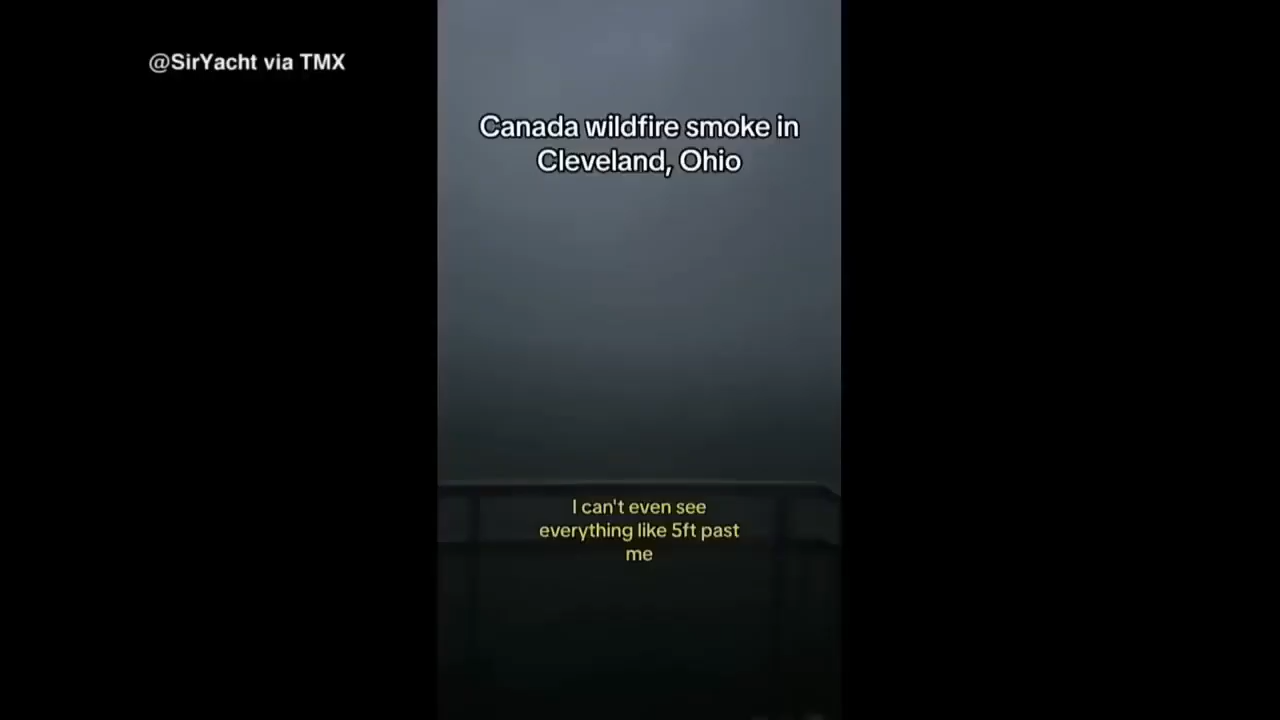 @SirYacht via TMX
Canada wildfire smoke in
Cleveland, Ohio
I can't even see
everything like 5ft past
me